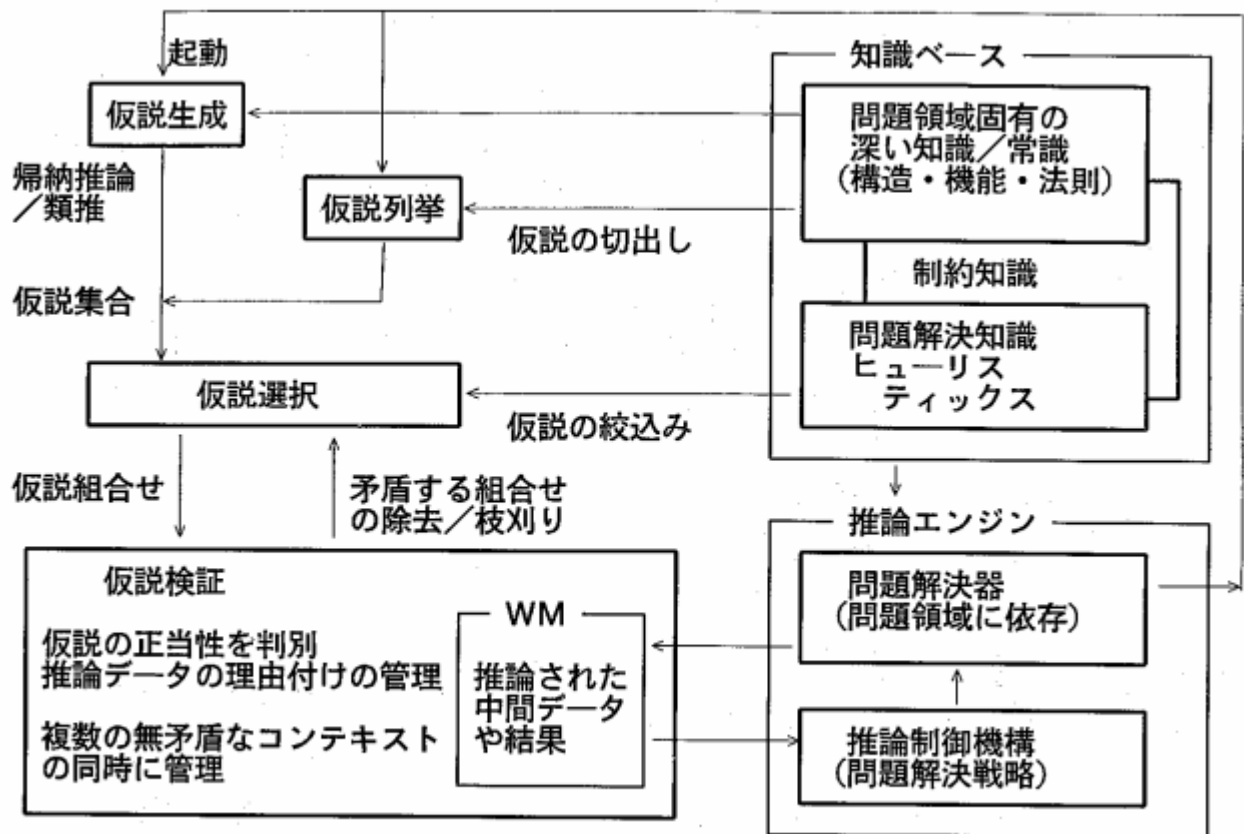 起動
仮説生成
帰納推論
／類推
仮説列挙
仮説の切出し
仮説集合
仮説選択
仮説の絞込み
仮説組合せ
矛盾する組合せ
の除去／枝刈り
仮説検証
仮説の正当性を判別
推論データの理由付けの管理
複数の無矛盾なコンテキスト
の同時に管理
WM
推論された
中間データ
や結果
知識ベース
問題領域固有の
深い知識／常識
（構造・機能・法則）
制約知識
問題解決知識
ヒューリス
ティックス
推論エンジン
問題解決器
（問題領域に依存）
推論制御機構
（問題解決戦略）